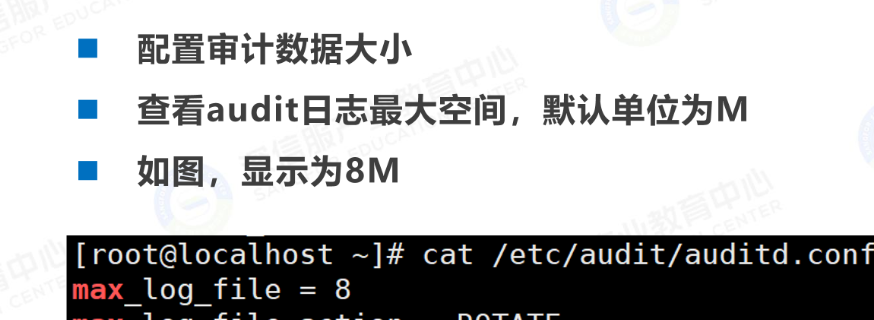 配置审计数据大小
查看audit日志最大空间，默认单位为M
如图，显示为8M
[root@localhost ~]# cat /etc/audit/auditd.conf
max_log_file = 8
max_log_file_action = ROTATE